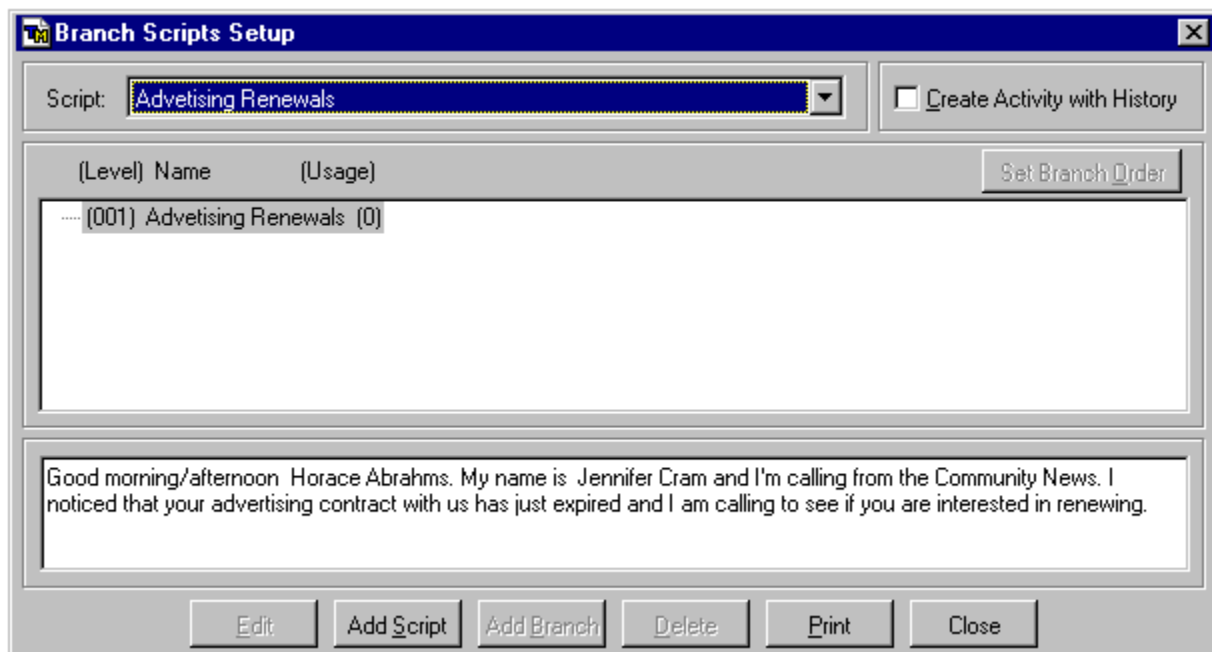 TM
Branch Scripts Setup
Script: Advetising Renewals
Create Activity with History
(Level) Name (Usage)
Set Branch Order
(001) Advetising Renewals (0)
Good morning/afternoon Horace Abrahms. My name is Jennifer Cram and I'm calling from the Community News. I
noticed that your advertising contract with us has just expired and I am calling to see if you are interested in renewing.
Edit Add Script Add Branch Delete Print Close